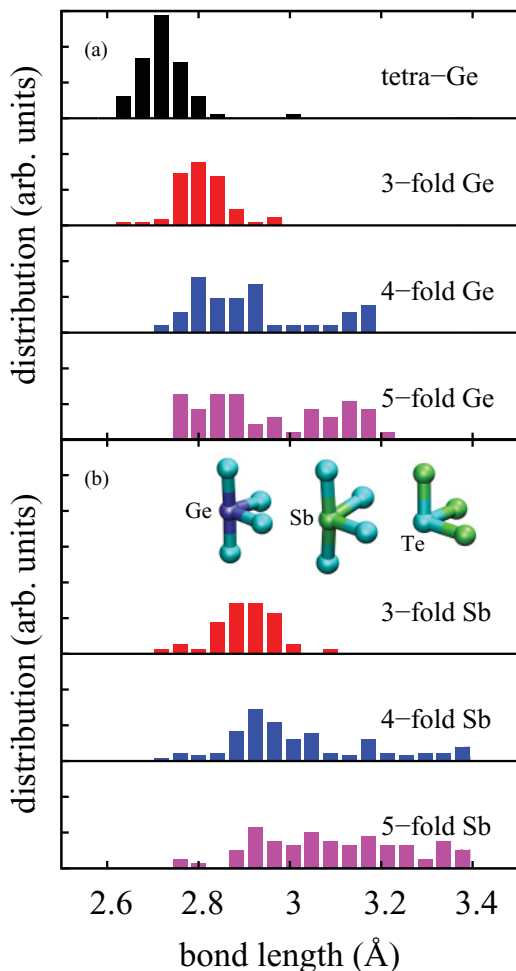 (a)
tetra−Ge
3−fold Ge
4−fold Ge
5−fold Ge
distribution (arb. units)
(b)
Ge
Sb
Te
3−fold Sb
4−fold Sb
5−fold Sb
distribution (arb. units)
2.6 2.8 3 3.2 3.4
bond length (Å)